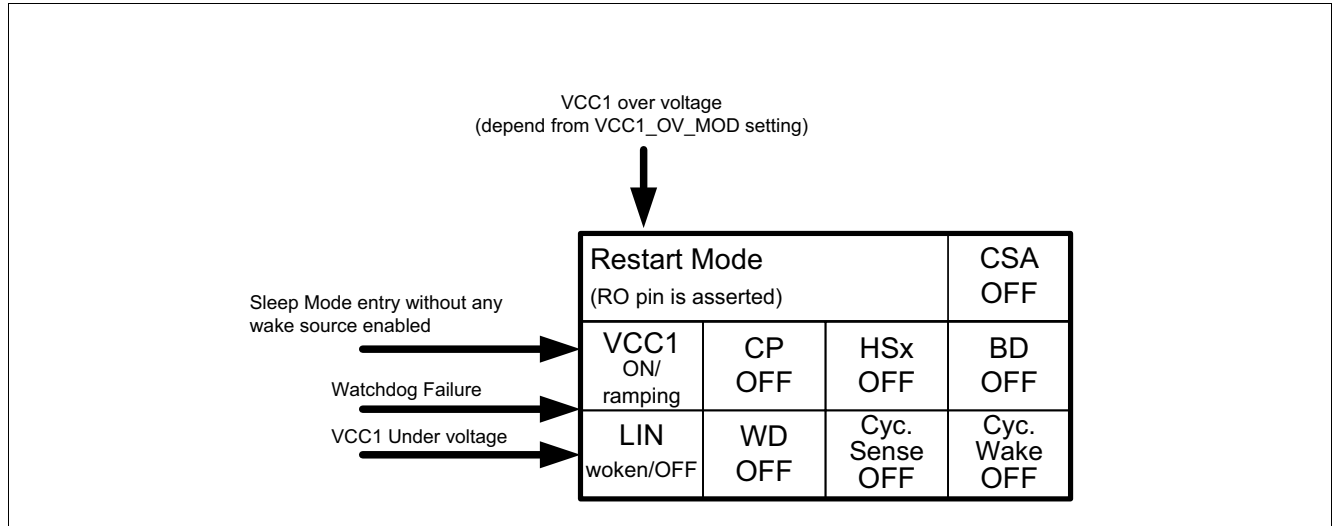 VCC1 over voltage
(depend from VCC1_OV_MOD setting)
Restart Mode
(RO pin is asserted)
CSA
OFF
Sleep Mode entry without any
wake source enabled
VCC1
ON/
ramping
CP
OFF
HSx
OFF
BD
OFF
Watchdog Failure
VCC1 Under voltage
LIN
woken/OFF
WD
OFF
Cyc.
Sense
OFF
Cyc.
Wake
OFF